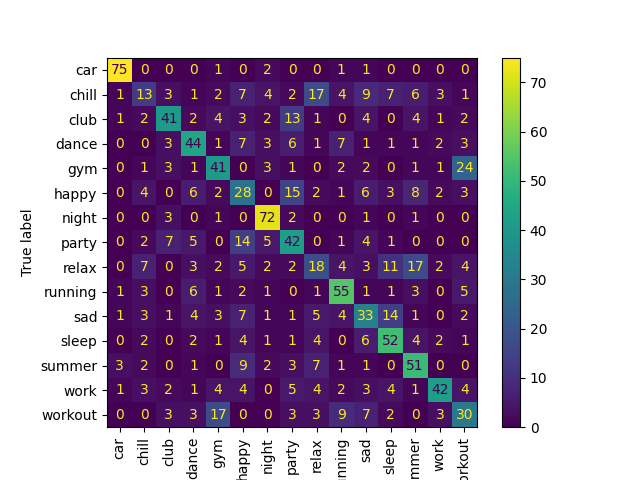 car 75 0 0 0 1 0 2 0 0 1 1 0 0 0 0
chill 1 13 3 1 2 7 4 2 17 4 9 7 6 3 1
club 1 2 41 2 4 3 2 13 1 0 4 0 4 1 2
dance 0 0 3 44 1 7 3 6 1 7 1 1 1 2 3
gym 0 1 3 1 41 0 3 1 0 2 2 0 1 1 24
happy 0 4 0 6 2 28 0 15 2 1 6 3 8 2 3
night 0 0 3 0 1 0 72 2 0 0 1 0 1 0 0
party 0 2 7 5 0 14 5 42 0 1 4 1 0 0 0
relax 0 7 0 3 2 5 2 2 18 4 3 11 17 2 4
running 1 3 0 6 1 2 1 0 1 55 1 1 3 0 5
sad 1 3 1 4 3 7 1 1 5 4 33 14 1 0 2
sleep 0 2 0 2 1 4 1 1 4 0 6 52 4 2 1
summer 3 2 0 1 0 9 2 3 7 1 1 0 51 0 0
work 1 3 2 1 4 4 0 5 4 2 3 4 1 42 4
workout 0 0 3 3 17 0 0 3 3 9 7 2 0 3 30
True label
car chill club dance gym happy night party relax nning sad sleep mmer work orkout
70
60
50
40
30
20
10
0